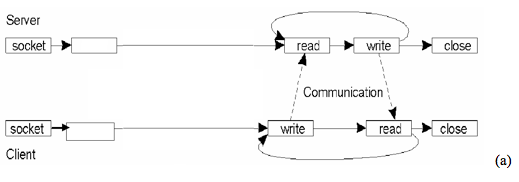 Server
socket
read
write
close
Communication
socket
write
read
close
Client
(a)